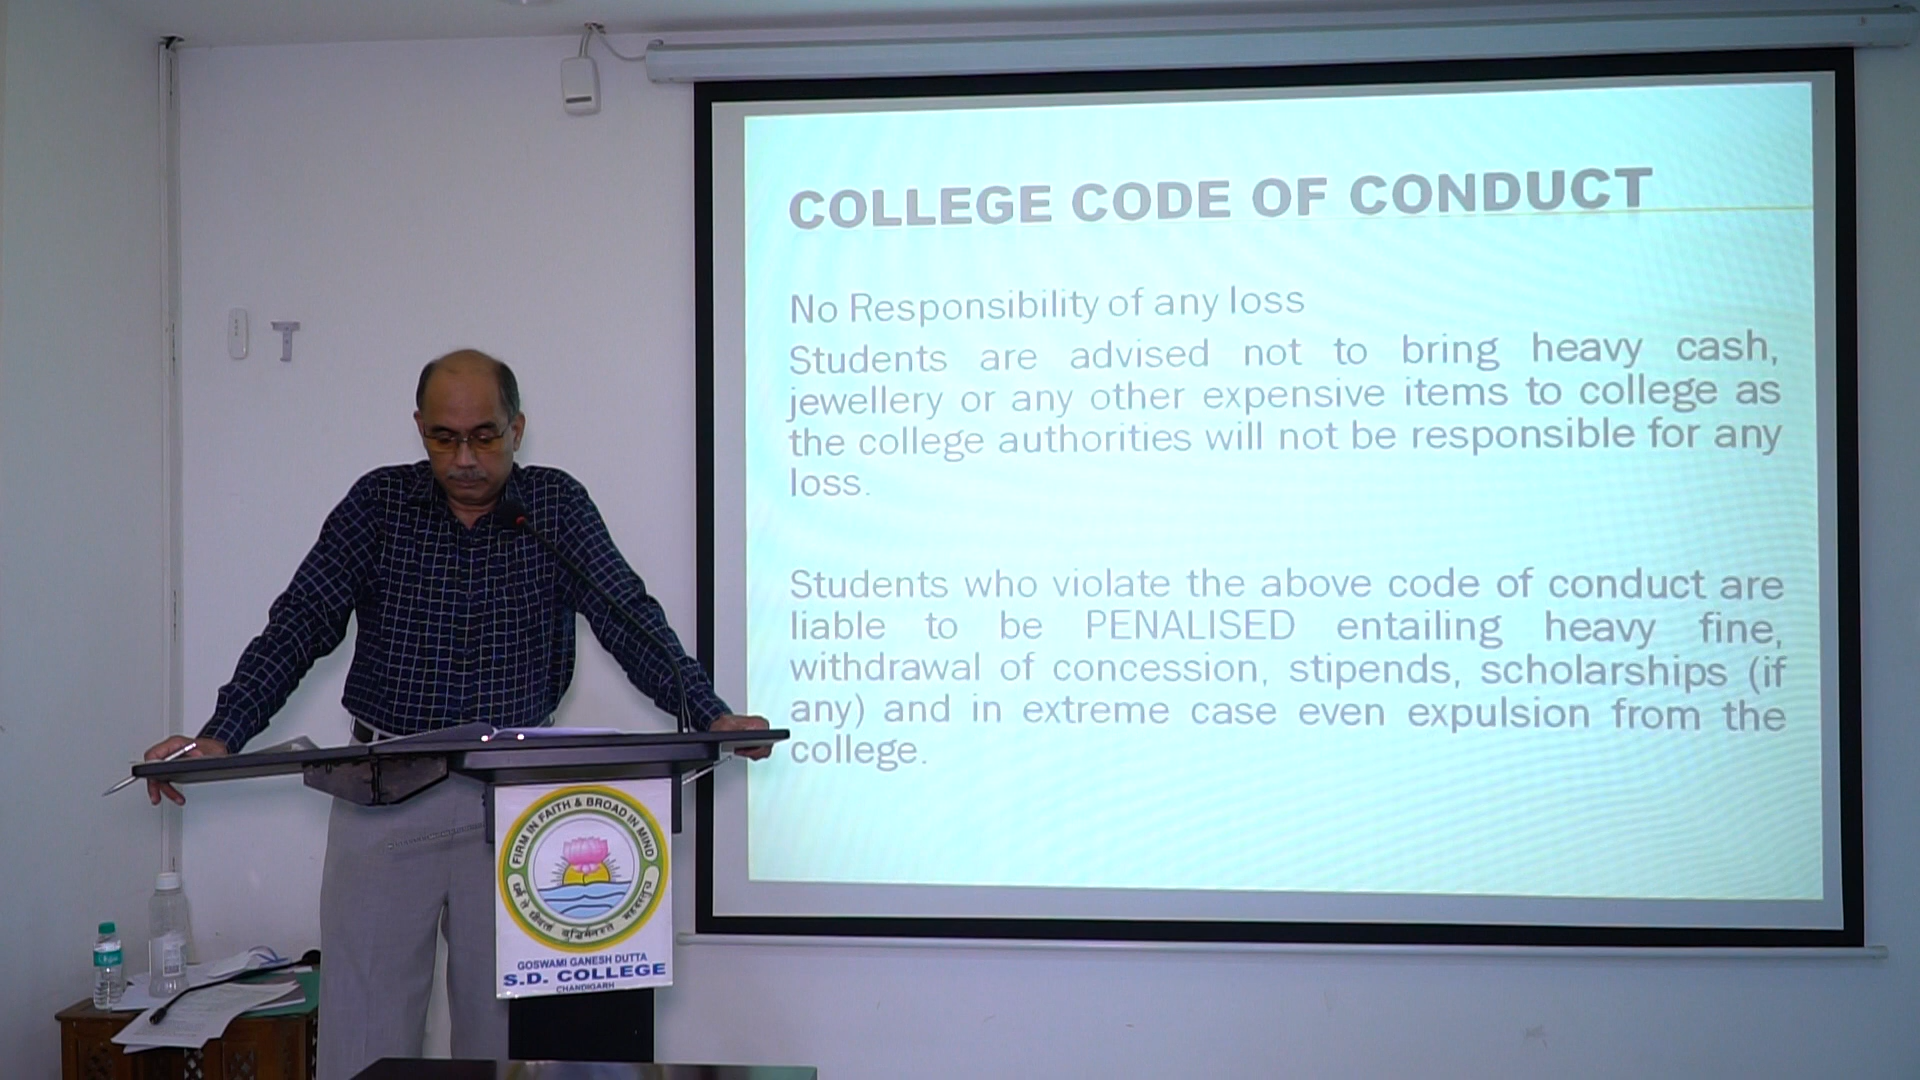 COLLEGE CODE OF CONDUCT
No Responsibility of any loss
Students are advised not to bring heavy cash,
jewellery or any other expensive items to college as
the college authorities will not be responsible for any
loss.
Students who violate the above code of conduct are
liable to be PENALISED entailing heavy fine,
withdrawal of concession, stipends, scholarships (if
any) and in extreme case even expulsion from the
college.
FIRM IN FAITH & BROAD IN MIND
GOSWAMI GANESH DUTTA
S.D. COLLEGE
CHANDIGARH